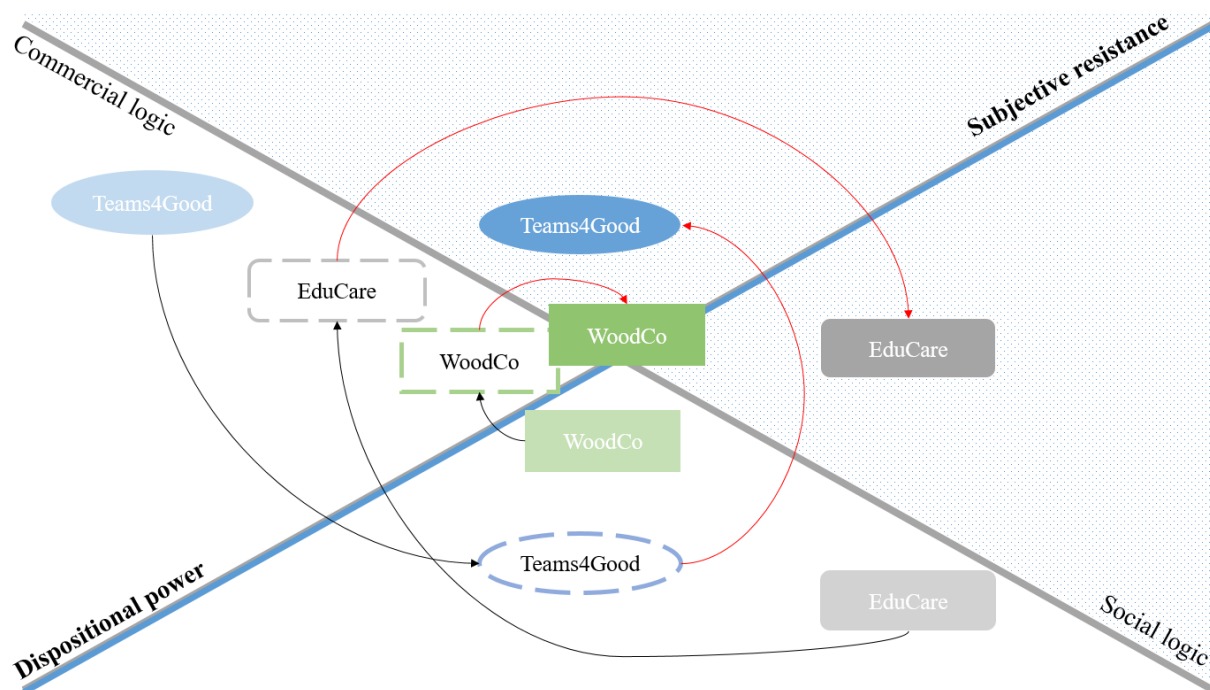 Commercial logic
Subjective resistance
Teams4Good
Teams4Good
EduCare
WoodCo
EduCare
WoodCo
WoodCo
Teams4Good
EduCare
Dispositional power
Social logic